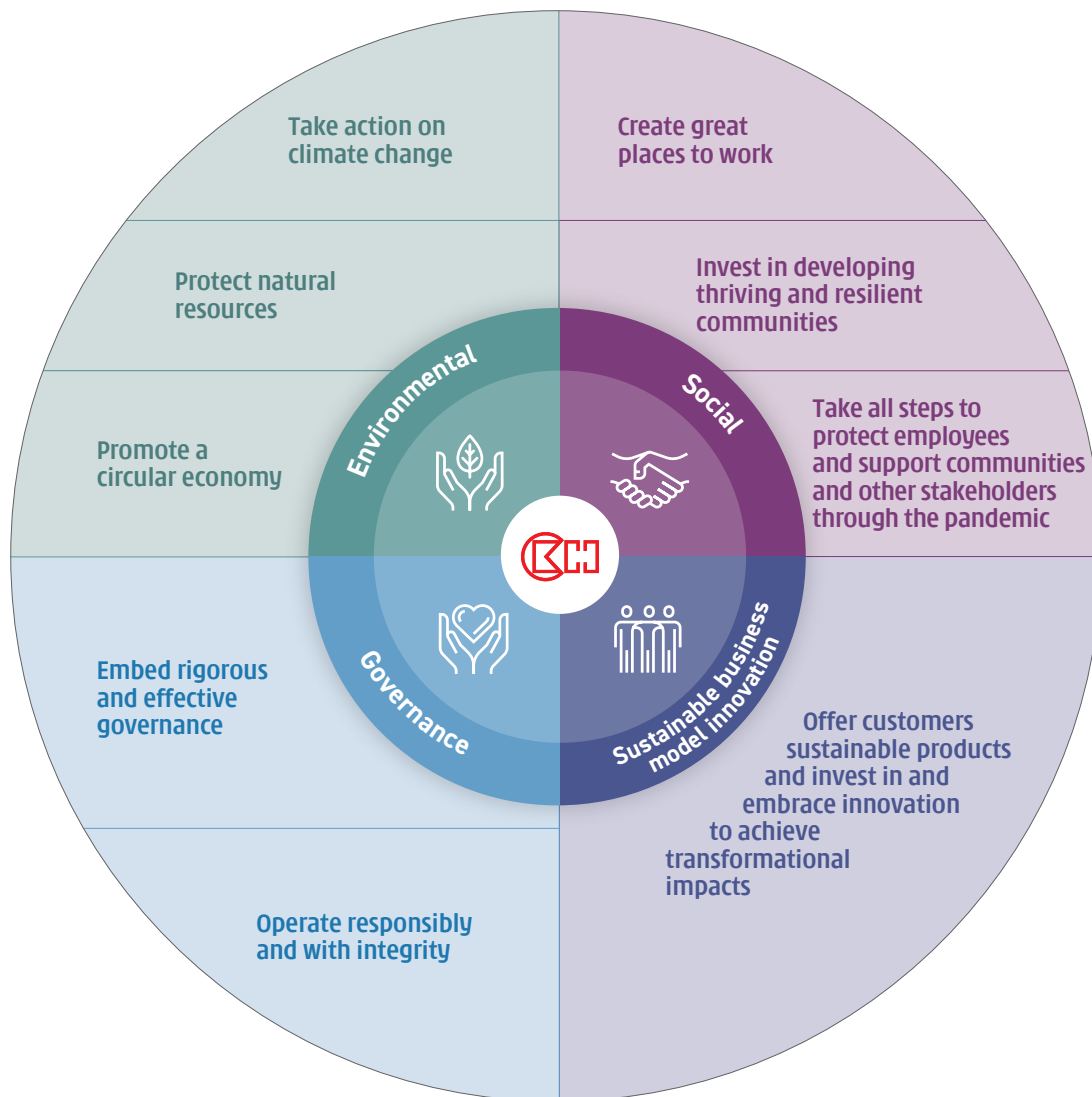 Take action on
climate change
Protect natural
resources
Promote a
circular economy
Environmental
Create great
places to work
Invest in developing
thriving and resilient
communities
Take all steps to
protect employees
and support communities
and other stakeholders
through the pandemic
Social
CKH
Embed rigorous
and effective
governance
Operate responsibly
and with integrity
Governance
Sustainable business
model innovation
Offer customers
sustainable products
and invest in and
embrace innovation
to achieve
transformational
impacts